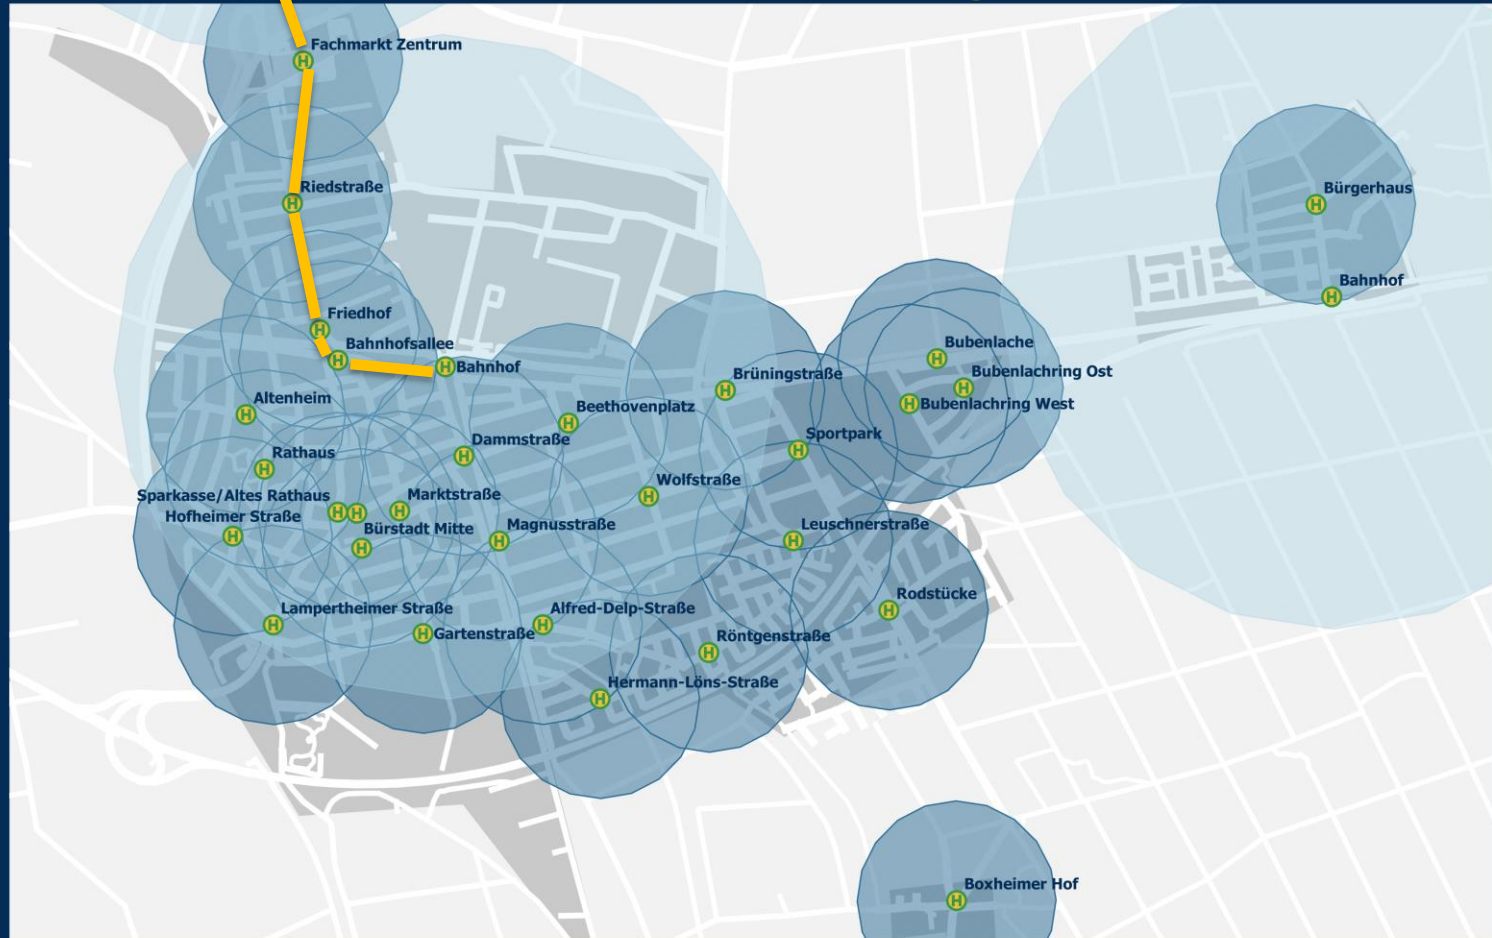 Fachmarkt Zentrum
H
Riedstraße
H
Bürgerhaus
H
Bahnhof
H
Friedhof
H
Bahnhofsallee
H
H Bahnhof
Bubenlache
H
Bubenlachring Ost
H
H Bubenlachring West
Brüningstraße
H
Altenheim
H
Beethovenplatz
H
Dammstraße
H
Sportpark
H
Rathaus
H
Wolfstraße
H
Sparkasse/Altes Rathaus H H
Marktstraße
H
Hofheimer Straße
H
Bürstadt Mitte
H
Magnusstraße
H
Leuschnerstraße
H
Rodstücke
H
Lampertheimer Straße
H
H Gartenstraße
Alfred-Delp-Straße
H
Röntgenstraße
H
Hermann-Löns-Straße
H
Boxheimer Hof
H